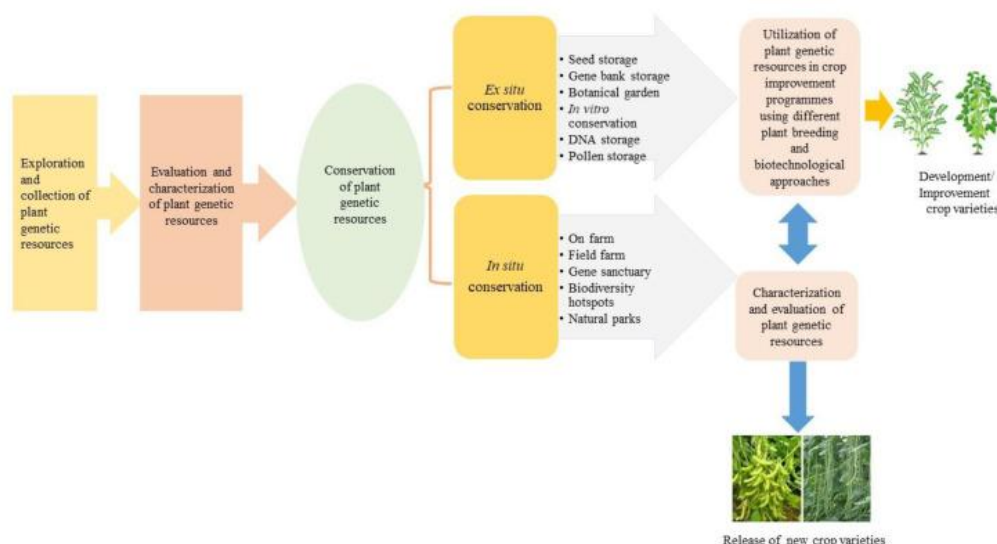 Exploration
and
collection of
plant
genetic
resources
Evaluation and
characterization
of plant genetic
resources
Conservation
of plant
genetic
resources
Ex situ
conservation
• Seed storage
• Gene bank storage
• Botanical garden
• In vitro
conservation
• DNA storage
• Pollen storage
In situ
conservation
• On farm
• Field farm
• Gene sanctuary
• Biodiversity
hotspots
• Natural parks
Utilization of
plant genetic
resources in crop
improvement
programmes
using different
plant breeding
and
biotechnological
approaches
Development/
Improvement
crop varieties
Characterization
and evaluation of
plant genetic
resources
Release of new crop varieties